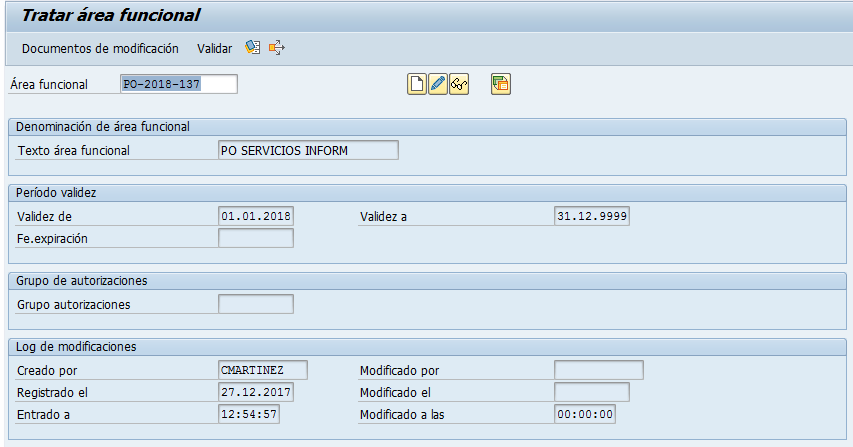 Tratar área funcional
Documentos de modificación Validar
Área funcional PO-2018-137
Denominación de área funcional
Texto área funcional PO SERVICIOS INFORM
Período validez
Validez de 01.01.2018 Validez a 31.12.9999
Fe.expiración
Grupo de autorizaciones
Grupo autorizaciones
Log de modificaciones
Creado por CMARTINEZ Modificado por
Registrado el 27.12.2017 Modificado el
Entrado a 12:54:57 Modificado a las 00:00:00